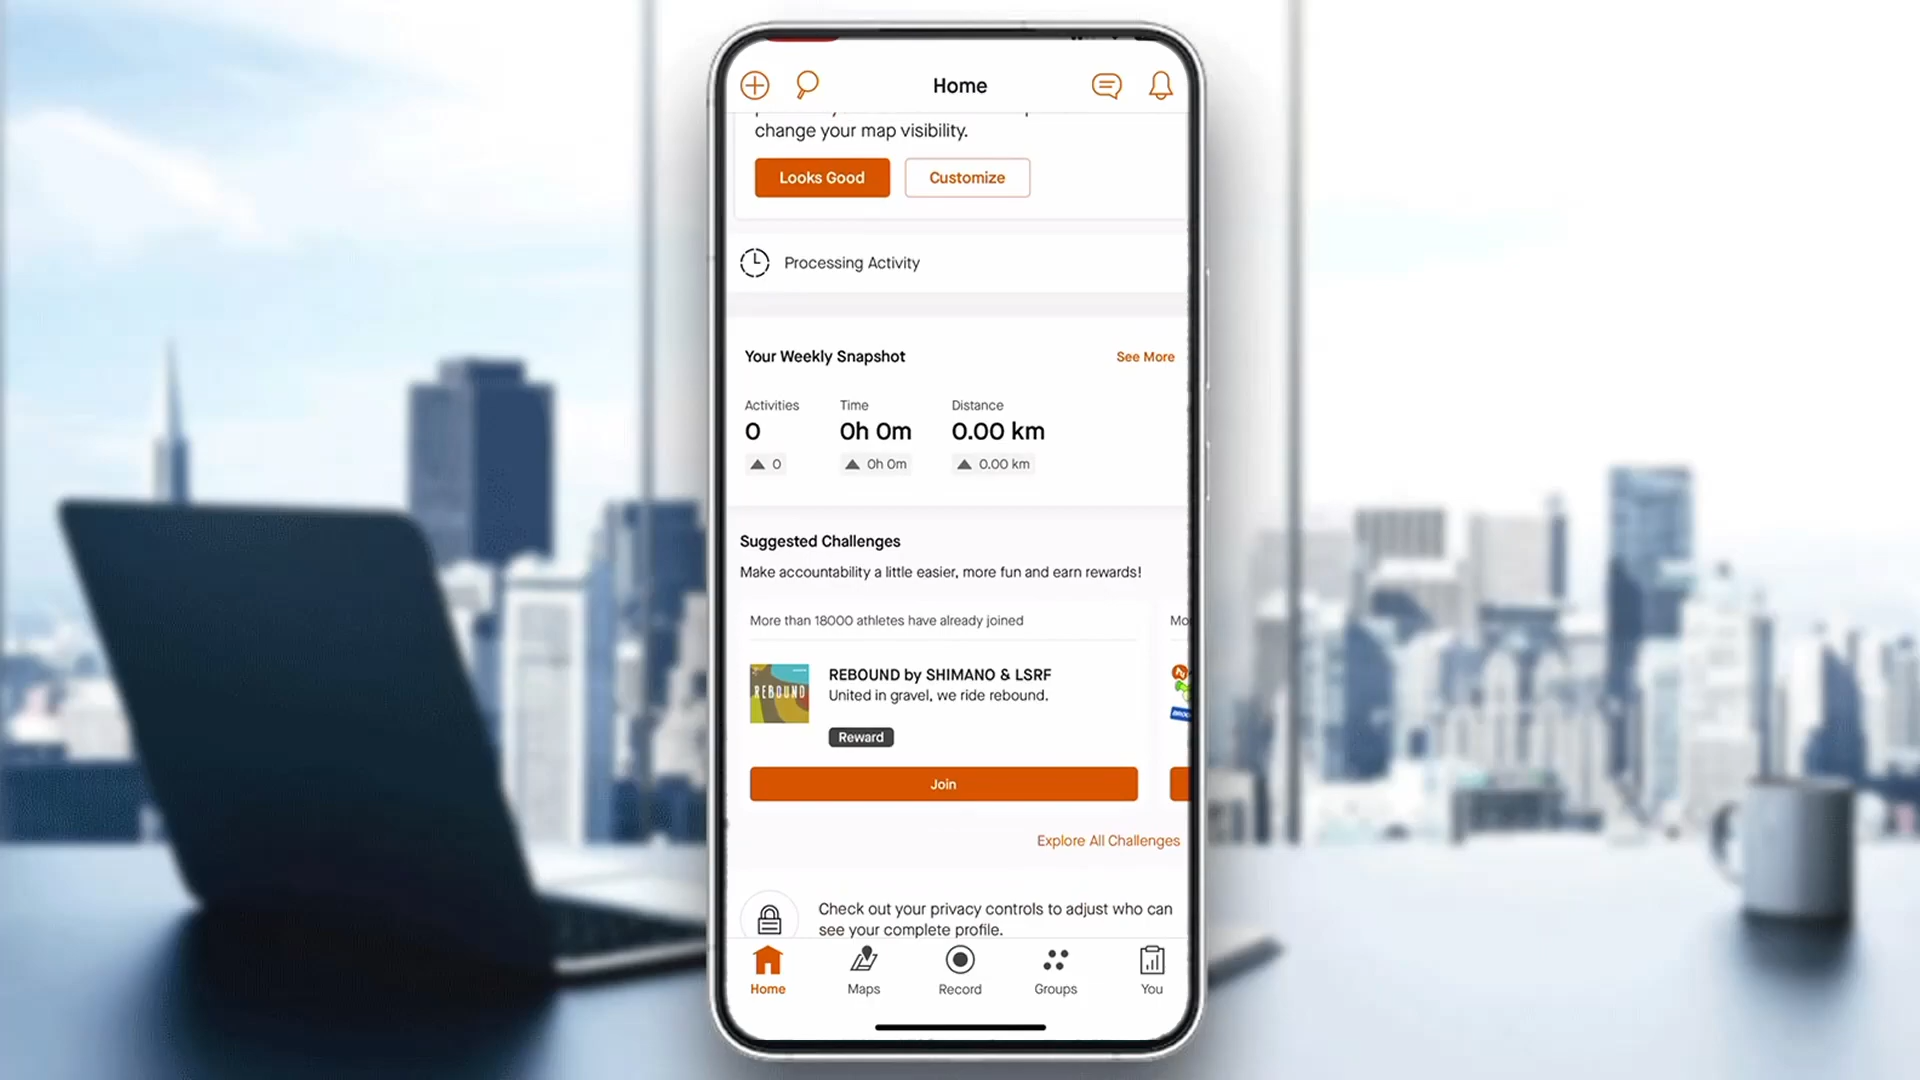 Home
change your map visibility.
Looks Good
Customize
Processing Activity
Your Weekly Snapshot
See More
Activities
Time
Distance
0
0h 0m
0.00 km
0
0h 0m
0.00 km
Suggested Challenges
Make accountability a little easier, more fun and earn rewards!
More than 18000 athletes have already joined
Mo
REBOUND
REBOUND by SHIMANO & LSRF
United in gravel, we ride rebound.
Reward
Join
Explore All Challenges
Check out your privacy controls to adjust who can
see your complete profile.
Home
Maps
Record
Groups
You